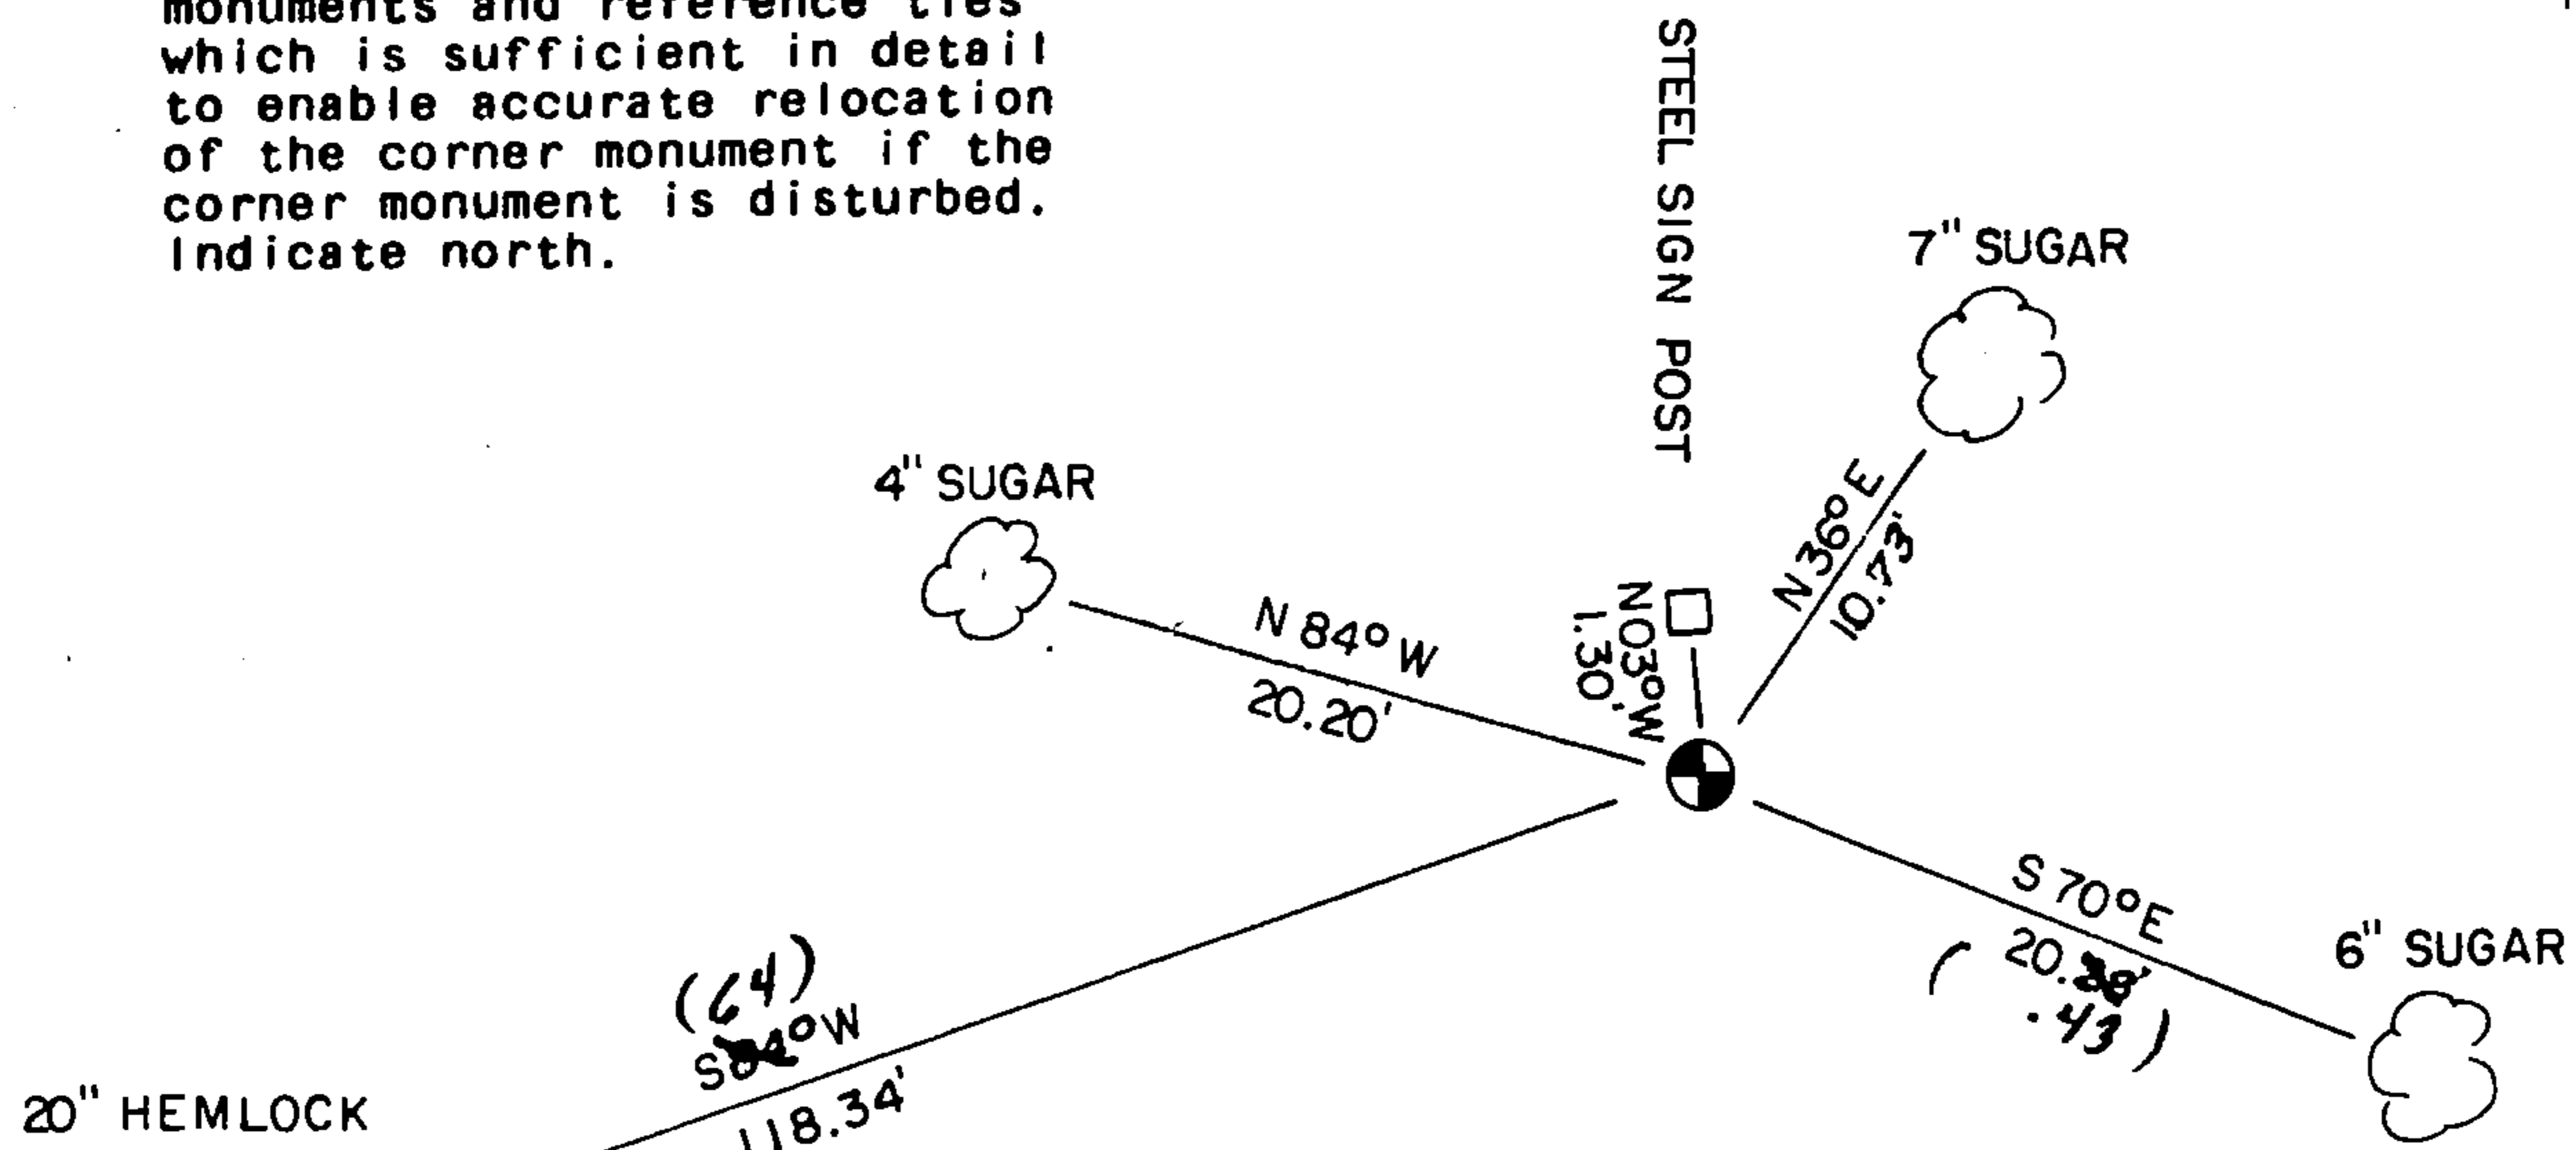 monuments and reference ties
which is sufficient in detail
to enable accurate relocation
of the corner monument if the
corner monument is disturbed.
Indicate north.
STEEL SIGN POST
7" SUGAR
4" SUGAR
N 36° E
10.73'
N 84° W
20.20'
N 03° W
1.30'
S 70° E
20.
( .43 )
6" SUGAR
(64)
S ° W
118.34'
20" HEMLOCK